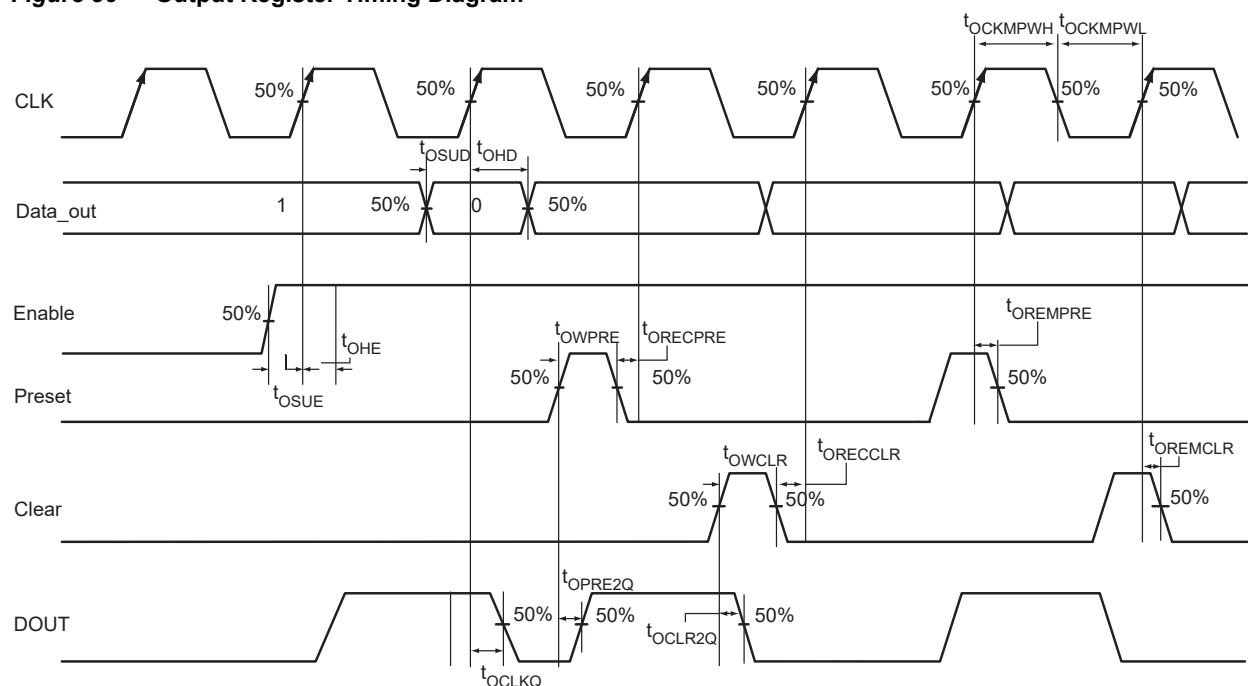 Figure Output Register Timing Diagram
tOCKMPWH tOCKMPWL
CLK 50% 50% 50% 50% 50% 50% 50%
tOSUD tOHD
Data_out 1 50% 0 50%
Enable 50%
tOHE
tOSUE
tOWPRE tORECPRE tOREMPRE
Preset 50% 50% 50%
tOWCLR tORECCLR tOREMCLR
Clear 50% 50% 50%
tOPRE2Q
DOUT 50% 50% tOCLR2Q 50%
tOCLKQ